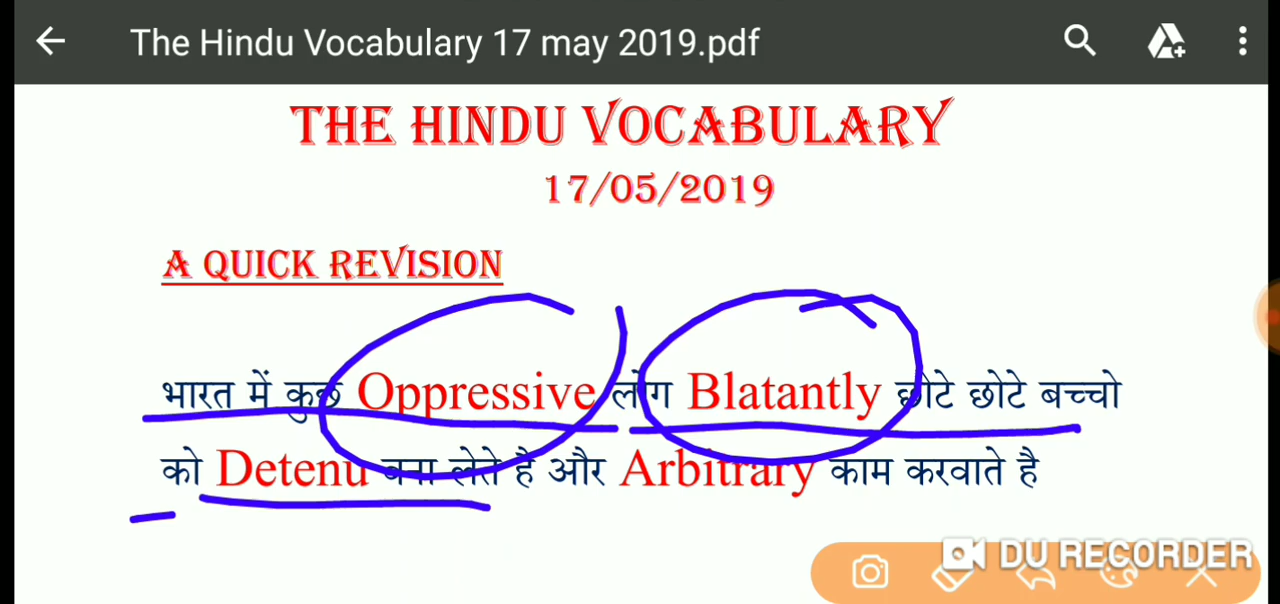 The Hindu Vocabulary 17 may 2019.pdf
THE HINDU VOCABULARY
17/05/2019
A QUICK REVISION
भारत में कुछ Oppressive लोग Blatantly छोटे छोटे बच्चो
को Detenu बना लेते है और Arbitrary काम करवाते है
DU RECORDER